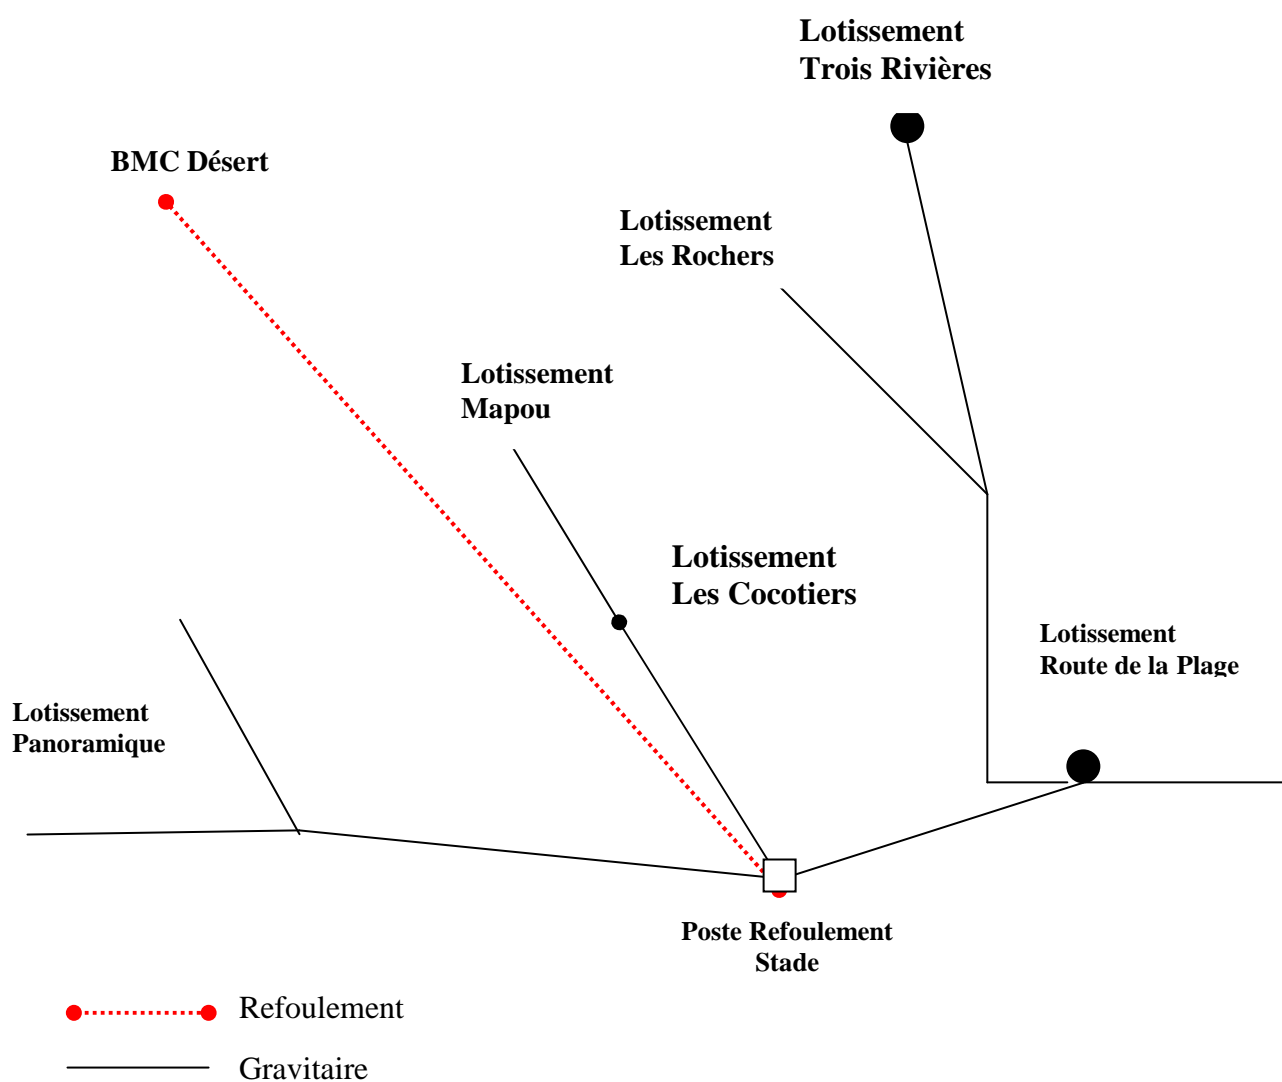 Lotissement
Trois Rivières
BMC Désert
Lotissement
Les Rochers
Lotissement
Mapou
Lotissement
Les Cocotiers
Lotissement
Route de la Plage
Lotissement
Panoramique
Poste Refoulement
Stade
Refoulement
Gravitaire